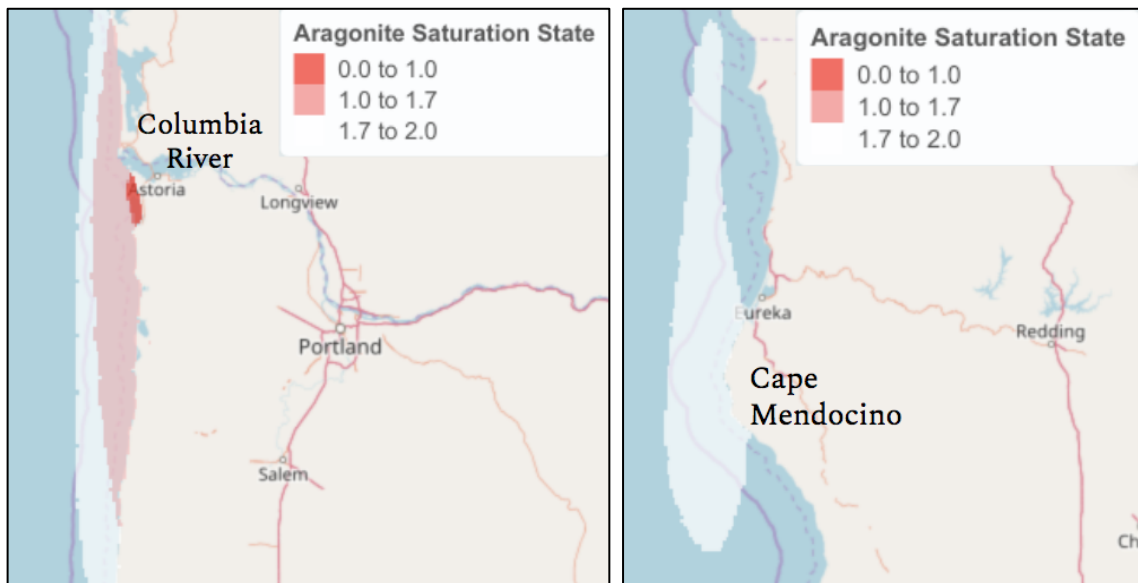 Aragonite Saturation State
0.0 to 1.0
1.0 to 1.7
1.7 to 2.0
Columbia
River
Astoria
Longview
Portland
Salem
Aragonite Saturation State
0.0 to 1.0
1.0 to 1.7
1.7 to 2.0
Eureka
Redding
Cape
Mendocino
Ch